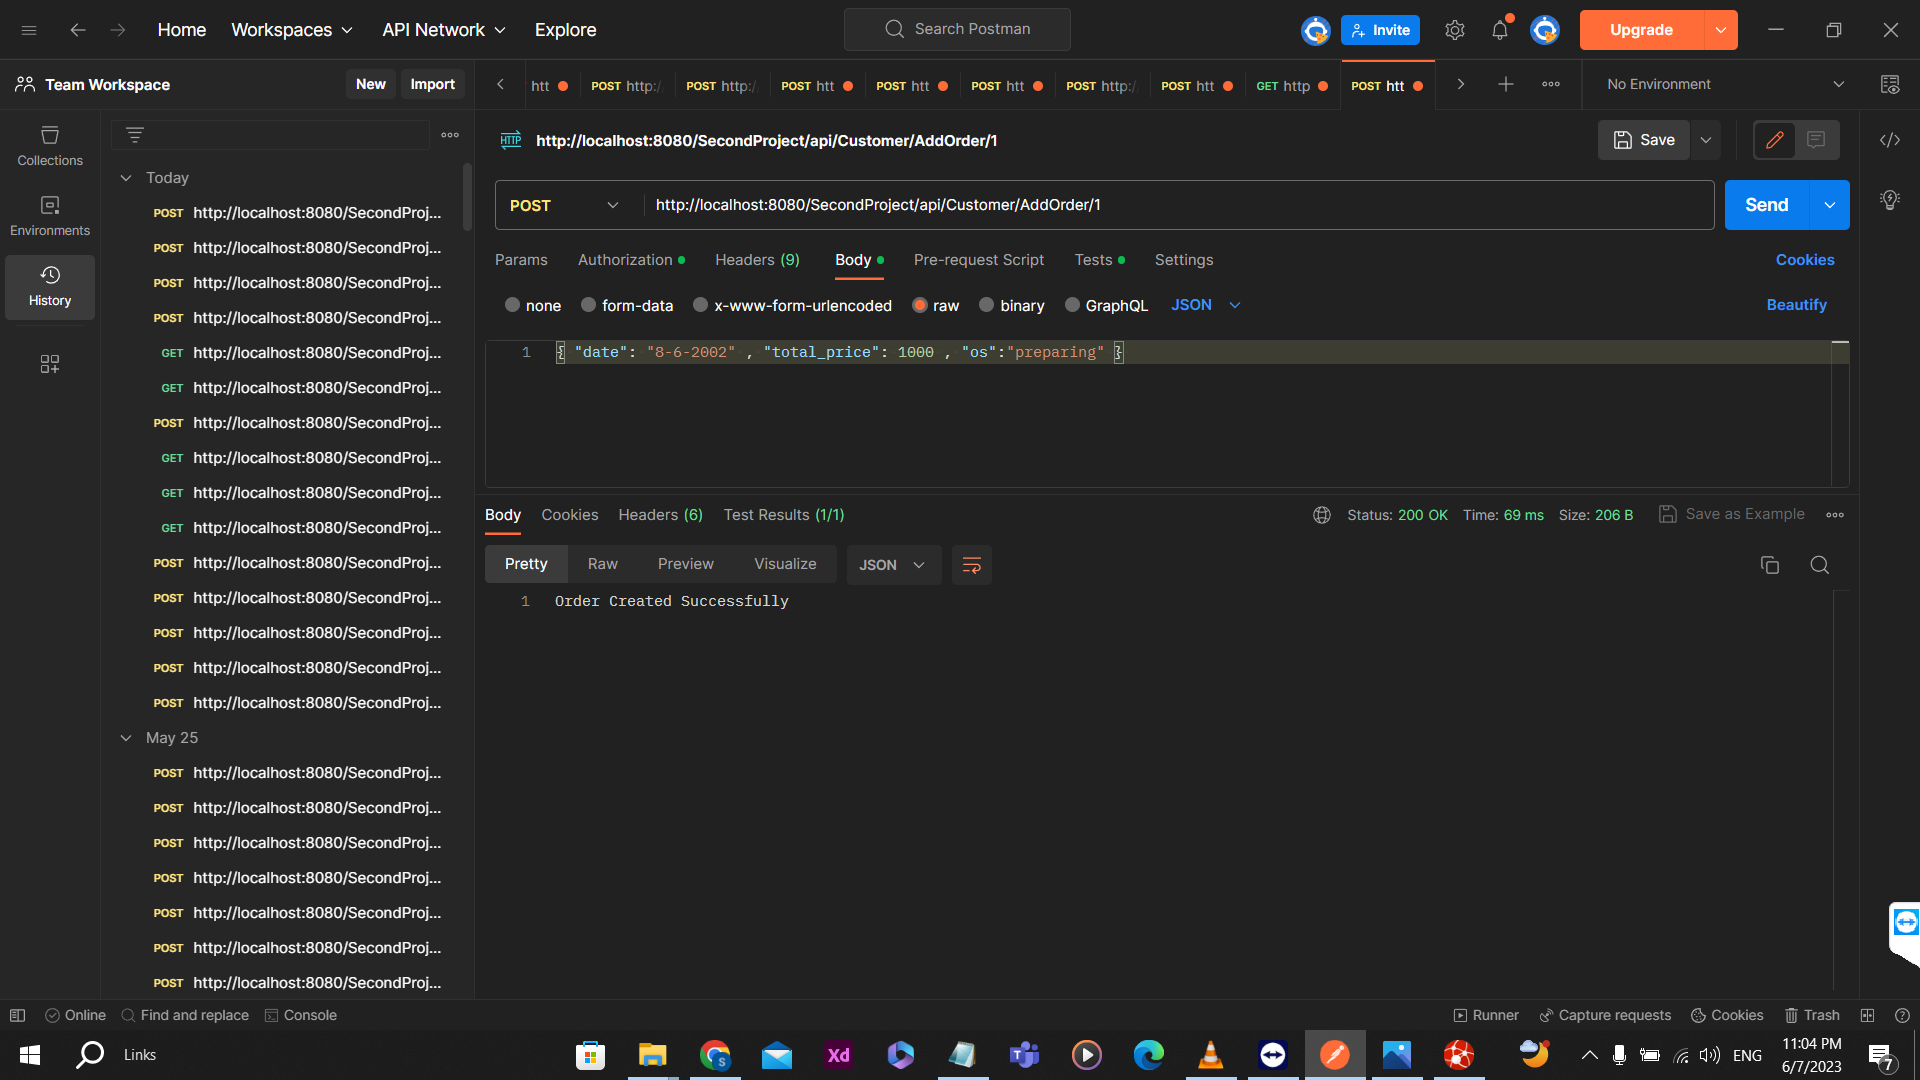 Home Workspaces API Network Explore Search Postman Invite Upgrade
Team Workspace New Import
htt POST http:/ POST http:/ POST htt POST htt POST htt POST http:/ POST htt GET http POST htt No Environment
Collections
Environments
History
Today
POST http://localhost:8080/SecondProj...
POST http://localhost:8080/SecondProj...
POST http://localhost:8080/SecondProj...
POST http://localhost:8080/SecondProj...
GET http://localhost:8080/SecondProj...
GET http://localhost:8080/SecondProj...
POST http://localhost:8080/SecondProj...
GET http://localhost:8080/SecondProj...
GET http://localhost:8080/SecondProj...
GET http://localhost:8080/SecondProj...
POST http://localhost:8080/SecondProj...
POST http://localhost:8080/SecondProj...
POST http://localhost:8080/SecondProj...
POST http://localhost:8080/SecondProj...
POST http://localhost:8080/SecondProj...
May 25
POST http://localhost:8080/SecondProj...
POST http://localhost:8080/SecondProj...
POST http://localhost:8080/SecondProj...
POST http://localhost:8080/SecondProj...
POST http://localhost:8080/SecondProj...
POST http://localhost:8080/SecondProj...
POST http://localhost:8080/SecondProj...
HTTP http://localhost:8080/SecondProject/api/Customer/AddOrder/1 Save
POST http://localhost:8080/SecondProject/api/Customer/AddOrder/1 Send
Params Authorization Headers (9) Body Pre-request Script Tests Settings Cookies
none form-data x-www-form-urlencoded raw binary GraphQL JSON Beautify
1 { "date": "8-6-2002" , "total_price": 1000 , "os":"preparing" }
Body Cookies Headers (6) Test Results (1/1) Status: 200 OK Time: 69 ms Size: 206 B Save as Example
Pretty Raw Preview Visualize JSON
1 Order Created Successfully
Online Find and replace Console Runner Capture requests Cookies Trash
Links Xd S T ENG 11:04 PM
6/7/2023 7